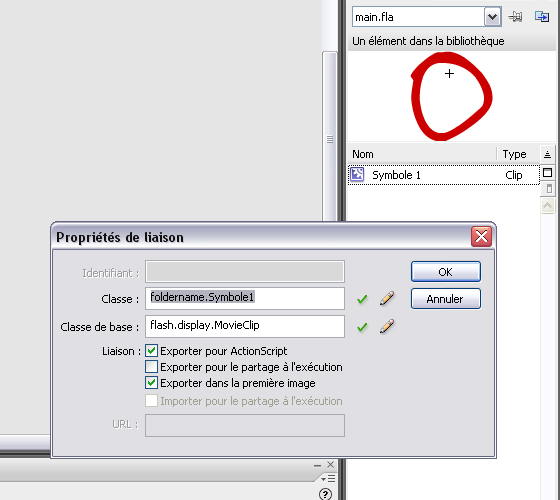 main.fla
Un élément dans la bibliothèque
Nom Type
Symbole 1 Clip
Propriétés de liaison
Identifiant :
OK
Classe : foldername.Symbole1
Annuler
Classe de base : flash.display.MovieClip
Liaison : Exporter pour ActionScript
Exporter pour le partage à l'exécution
Exporter dans la première image
Importer pour le partage à l'exécution
URL :